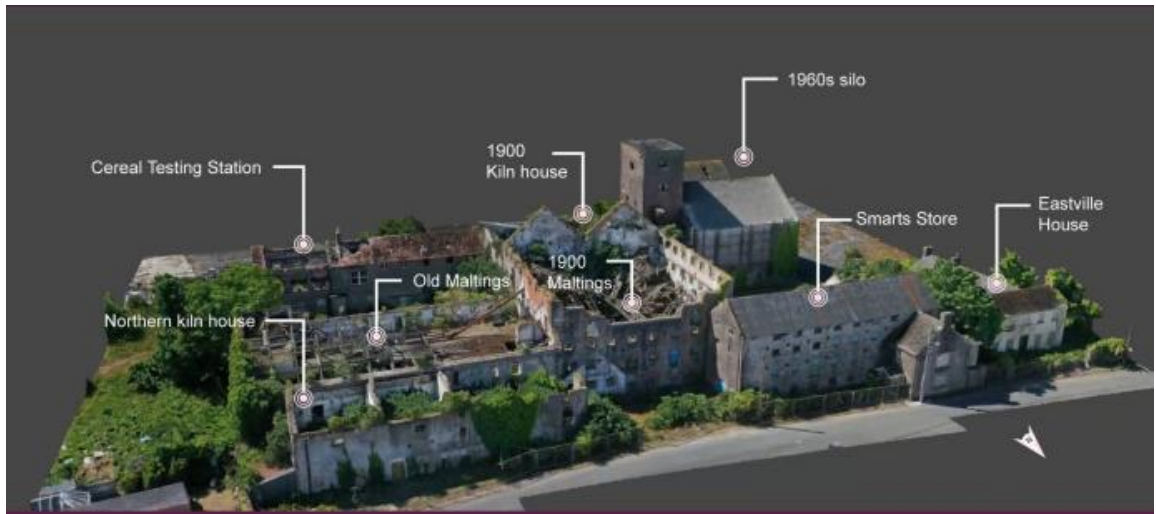 1960s silo
1900
Kiln house
Cereal Testing Station
Eastville
House
Smarts Store
1900
Maltings
Old Maltings
Northern kiln house